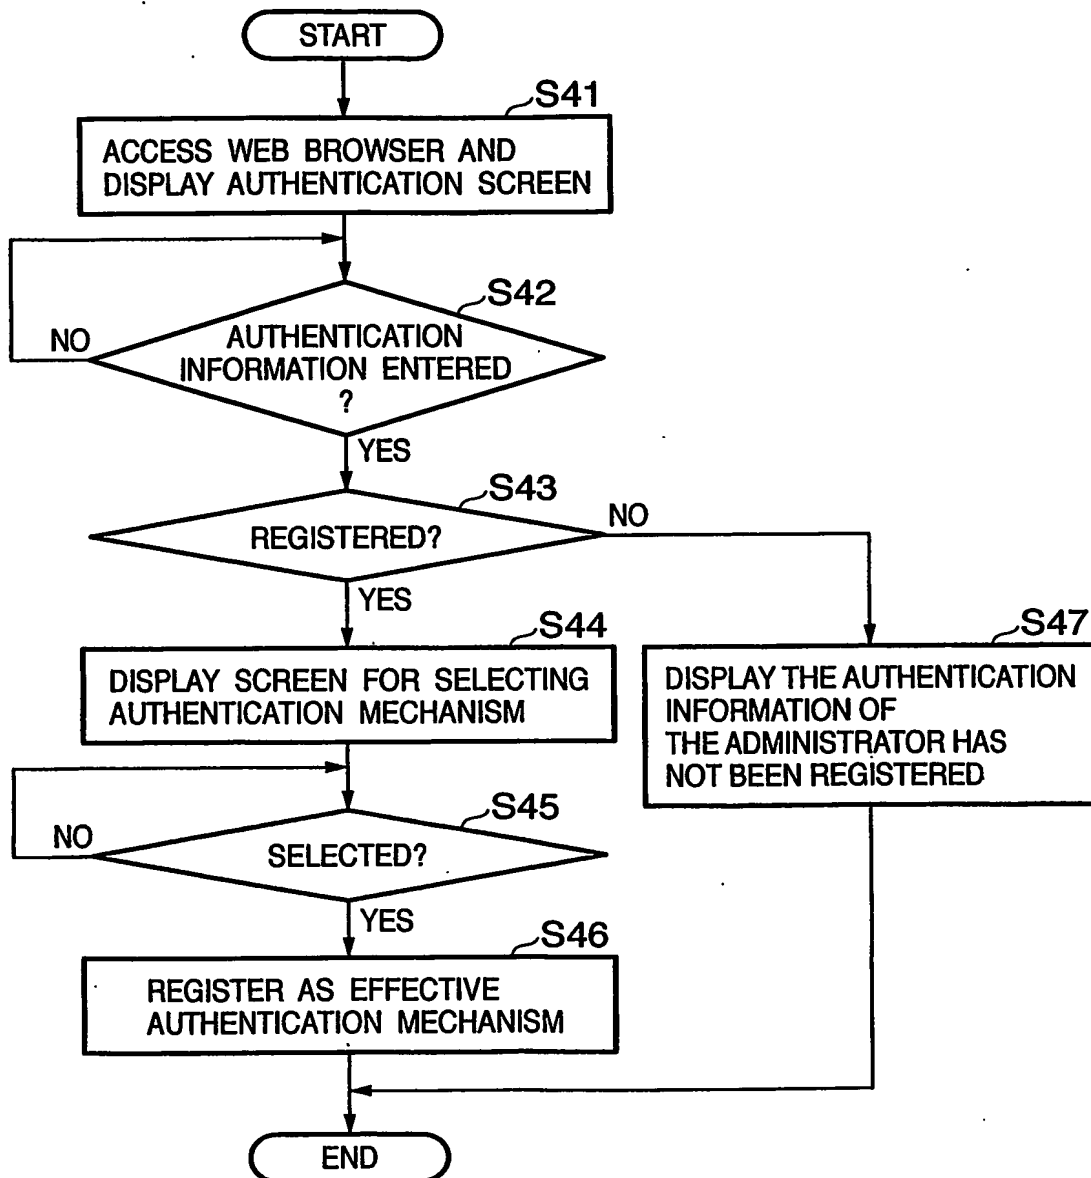 START
S41
ACCESS WEB BROWSER AND
DISPLAY AUTHENTICATION SCREEN
S42
AUTHENTICATION
INFORMATION ENTERED
?
NO
YES
S43
REGISTERED?
NO
YES
S44
DISPLAY SCREEN FOR SELECTING
AUTHENTICATION MECHANISM
S47
DISPLAY THE AUTHENTICATION
INFORMATION OF
THE ADMINISTRATOR HAS
NOT BEEN REGISTERED
S45
SELECTED?
NO
YES
S46
REGISTER AS EFFECTIVE
AUTHENTICATION MECHANISM
END